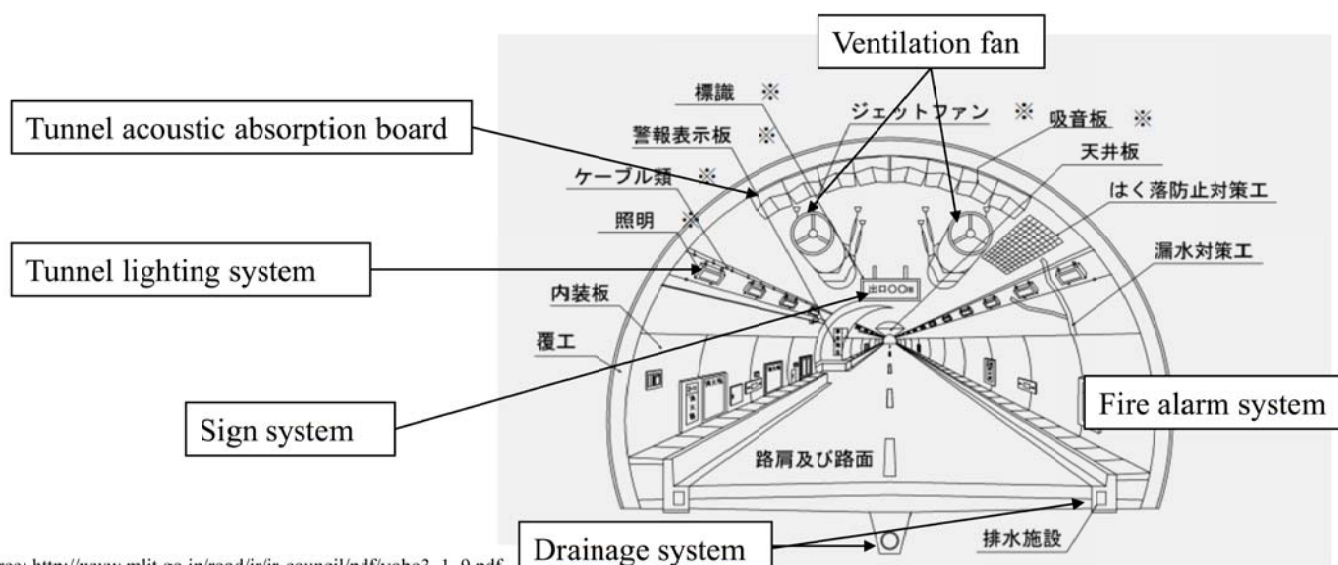 Ventilation fan
標識 ※
ジェットファン ※
吸音板 ※
Tunnel acoustic absorption board
警報表示板 ※
天井板
ケーブル類 ※
はく落防止対策工
照明 ※
Tunnel lighting system
漏水対策工
内装板
出口〇〇
覆工
Sign system
Fire alarm system
路肩及び路面
Drainage system
排水施設